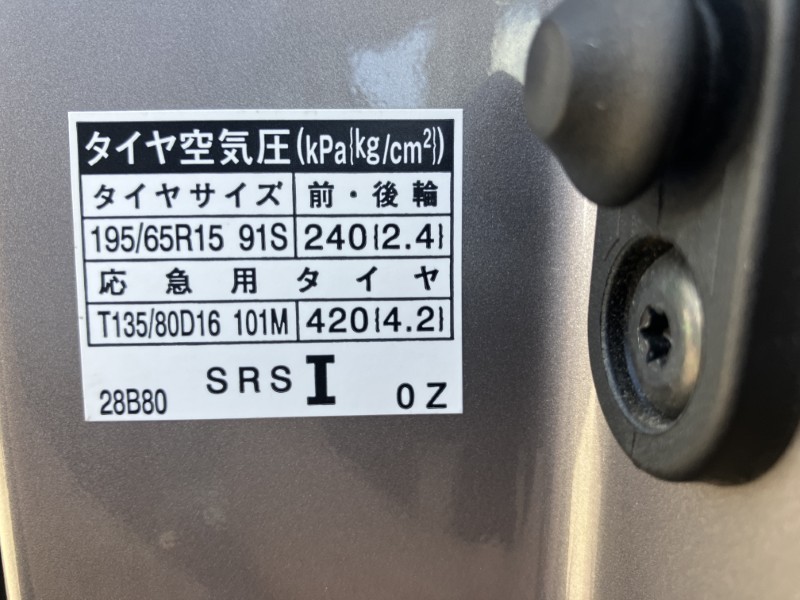 タイヤ空気圧(kPa{kg/cm²})
タイヤサイズ 前・後輪
195/65R15 91S 240{2.4}
応急用タイヤ
T135/80D16 101M 420{4.2}
28B80 SRS I 0Z